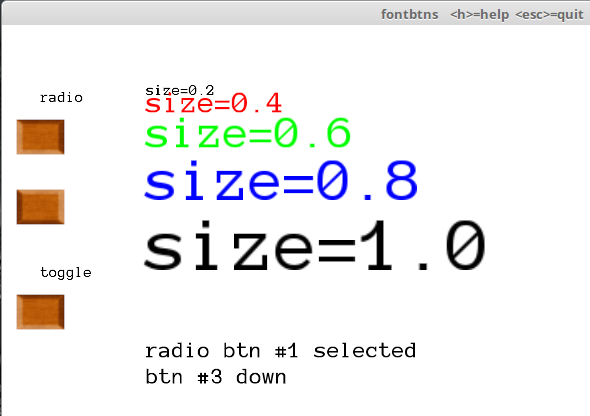 fontbtns <h>=help <esc>=quit
radio
size=0.2
size=0.4
size=0.6
size=0.8
size=1.0
toggle
radio btn #1 selected
btn #3 down